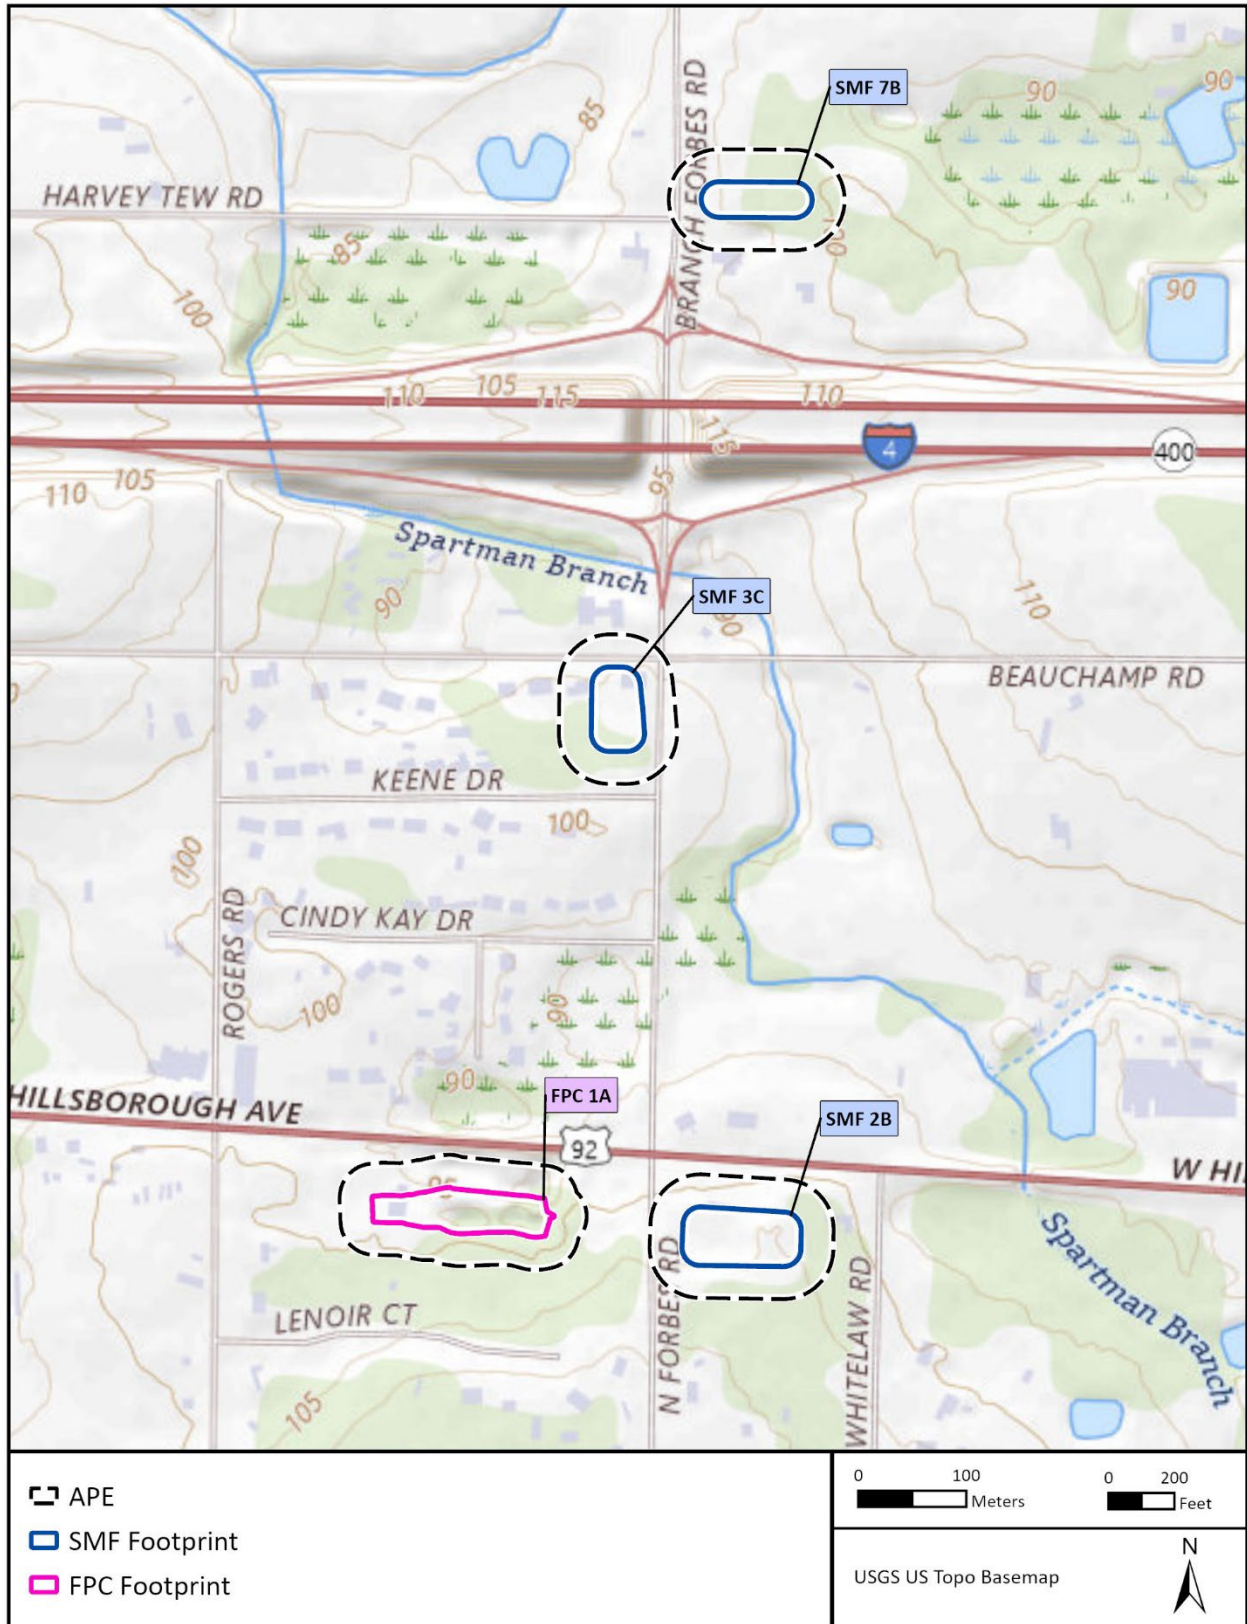 SMF 7B
90
90
85
BRANCH FORBES RD
HARVEY TEW RD
85
90
100
90
110
105
115
110
115
4
400
95
110
105
Spartman Branch
90
SMF 3C
90
110
BEAUCHAMP RD
KEENE DR
100
100
ROGERS RD
CINDY KAY DR
100
90
90
FPC 1A
HILLSBOROUGH AVE
SMF 2B
92
W HI
95
N FORBES RD
WHITELAW RD
Spartman Branch
LENOIR CT
105
APE
SMF Footprint
FPC Footprint
0 100
Meters
0 200
Feet
USGS US Topo Basemap
N